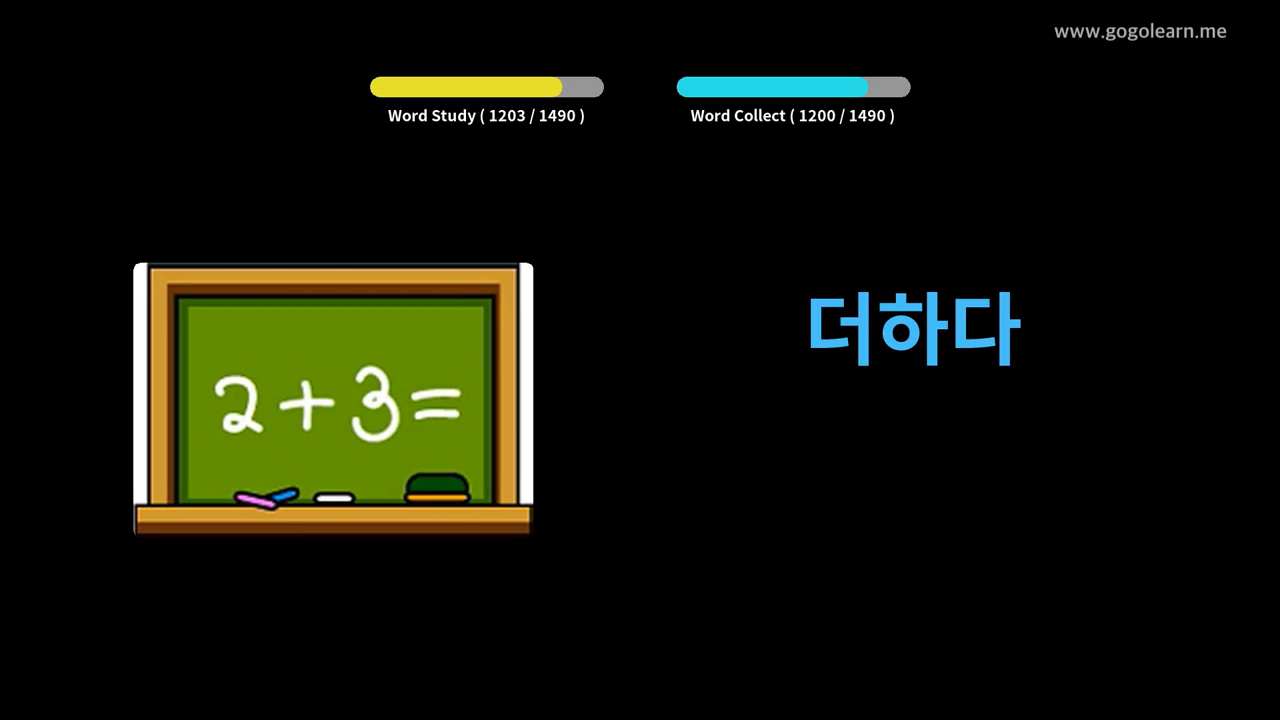 www.gogolearn.me
Word Study ( 1203 / 1490 )
Word Collect ( 1200 / 1490 )
2+3=
더하다